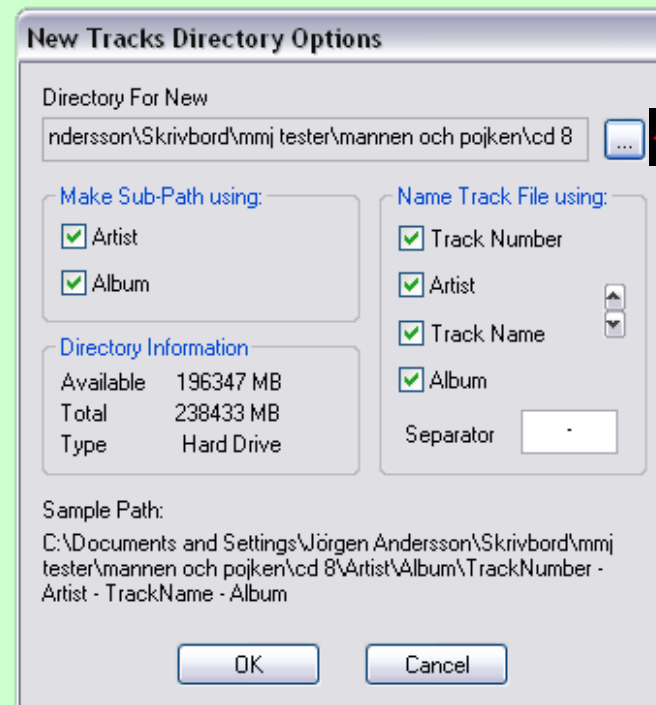 New Tracks Directory Options
Directory For New
ndersson\Skrivbord\mmj tester\mannen och pojken\cd 8
...
Make Sub-Path using:
Artist
Album
Name Track File using:
Track Number
Artist
Track Name
Album
Separator -
Directory Information
Available 196347 MB
Total 238433 MB
Type Hard Drive
Sample Path:
C:\Documents and Settings\Jörgen Andersson\Skrivbord\mmj
tester\mannen och pojken\cd 8\Artist\Album\TrackNumber -
Artist - TrackName - Album
OK
Cancel